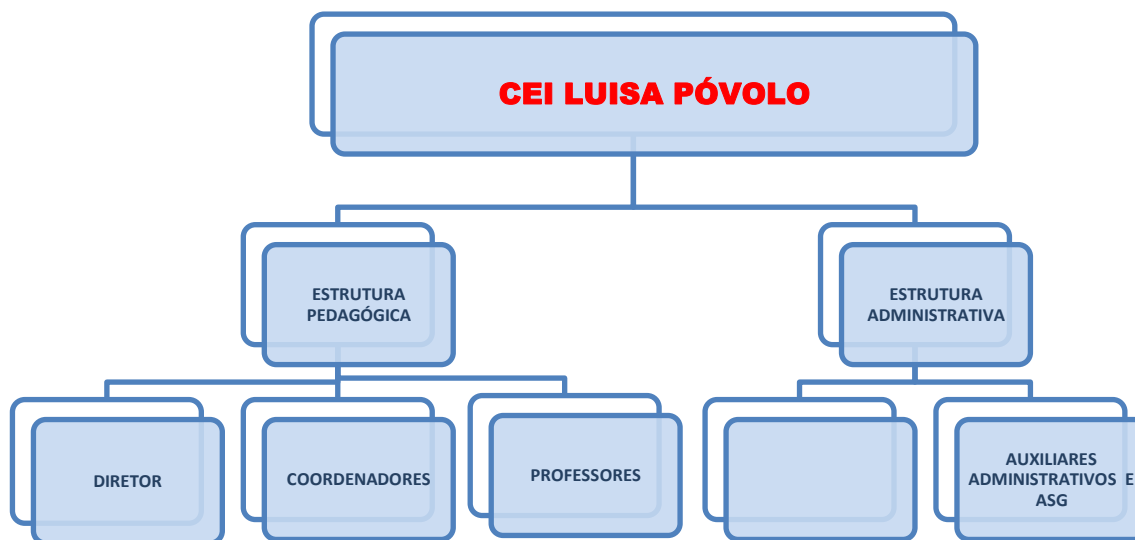 CEI LUISA PÓVOLO
ESTRUTURA
PEDAGÓGICA
ESTRUTURA
ADMINISTRATIVA
DIRETOR
COORDENADORES
PROFESSORES
AUXILIARES
ADMINISTRATIVOS E
ASG